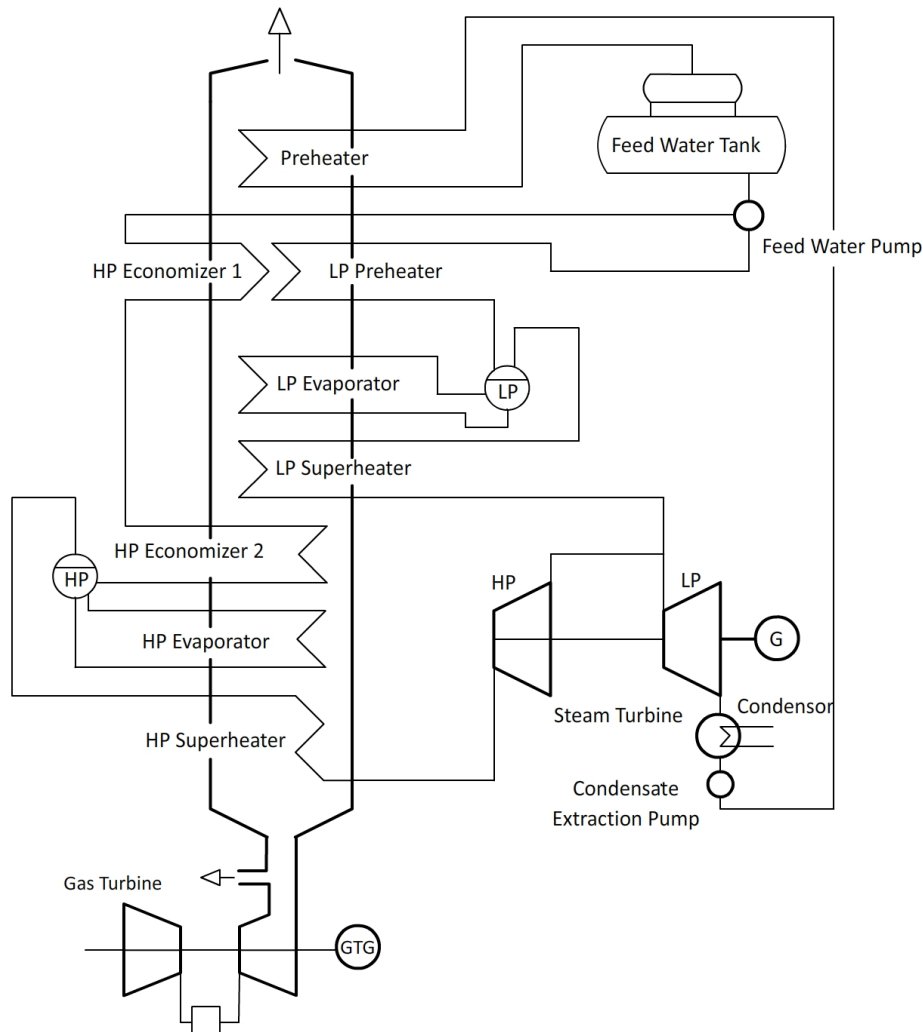 Preheater
Feed Water Tank
Feed Water Pump
HP Economizer 1
LP Preheater
LP Evaporator
LP
LP Superheater
HP Economizer 2
HP
HP Evaporator
HP
LP
G
HP Superheater
Steam Turbine
Condensor
Condensate
Extraction Pump
Gas Turbine
GTG